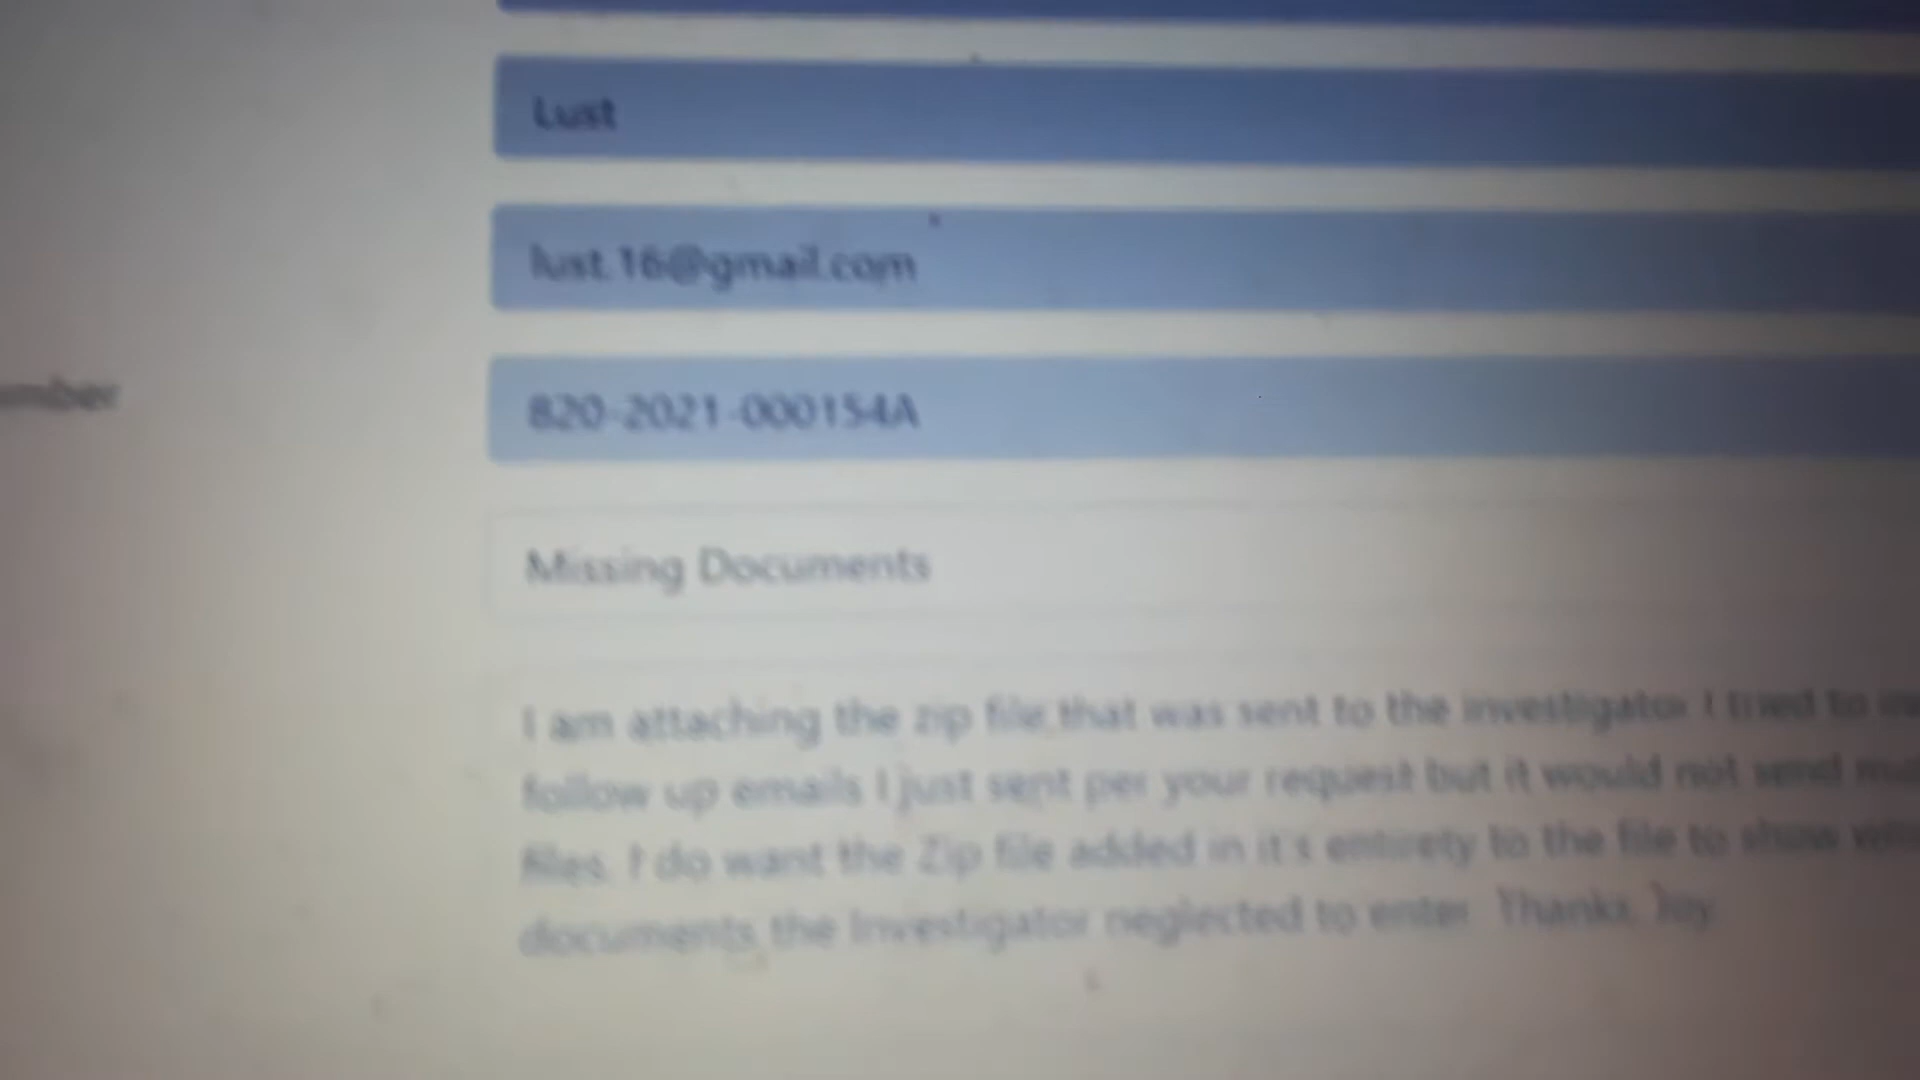 Lust
lust.16@gmail.com
mber
820-2021-000154A
Missing Documents
I am attaching the zip file that was sent to the investigator I tried to
follow up emails I just sent per your request but it would not send
files. I do want the Zip file added in it's entirety to the file to show
documents the Investigator neglected to enter. Thanks, Joy